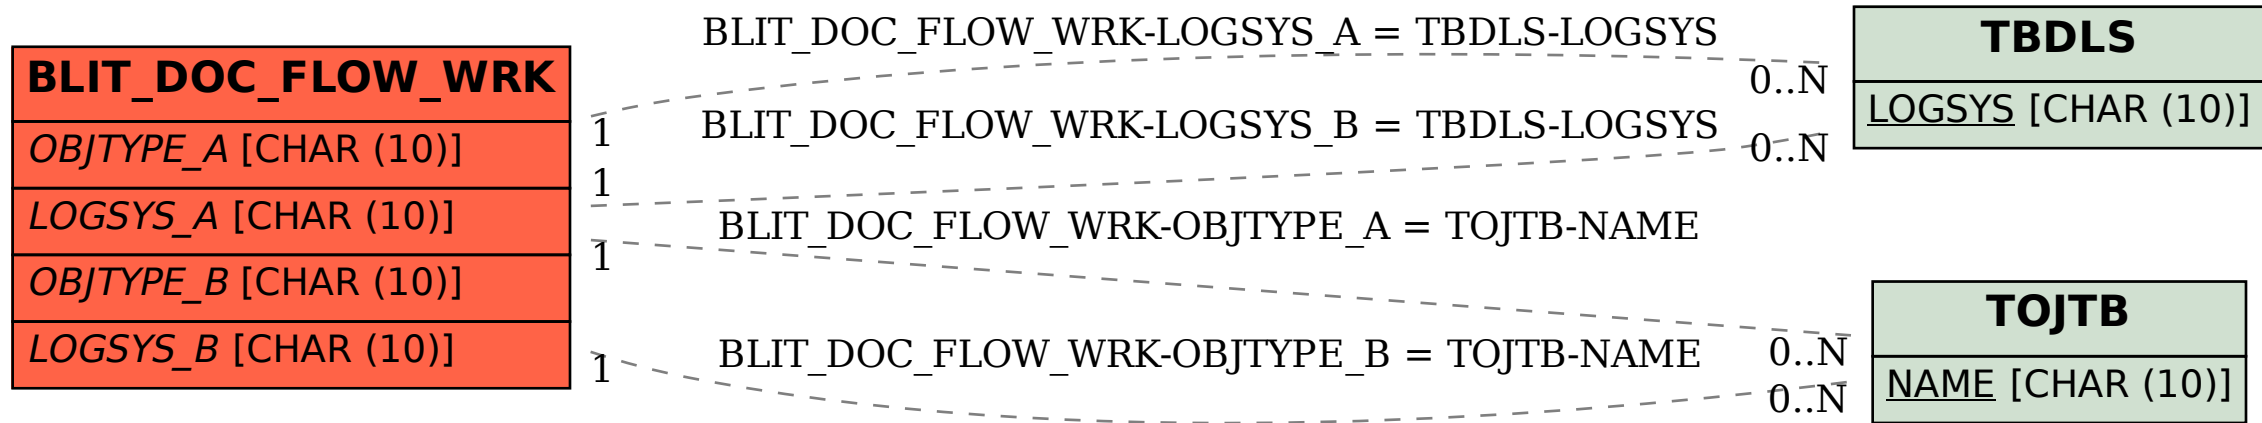 BLIT_DOC_FLOW_WRK
OBJTYPE_A [CHAR (10)]
LOGSYS_A [CHAR (10)]
OBJTYPE_B [CHAR (10)]
LOGSYS_B [CHAR (10)]
BLIT_DOC_FLOW_WRK-LOGSYS_A = TBDLS-LOGSYS
1
0..N
BLIT_DOC_FLOW_WRK-LOGSYS_B = TBDLS-LOGSYS
1
0..N
BLIT_DOC_FLOW_WRK-OBJTYPE_A = TOJTB-NAME
1
0..N
BLIT_DOC_FLOW_WRK-OBJTYPE_B = TOJTB-NAME
1
0..N
TBDLS
LOGSYS [CHAR (10)]
TOJTB
NAME [CHAR (10)]